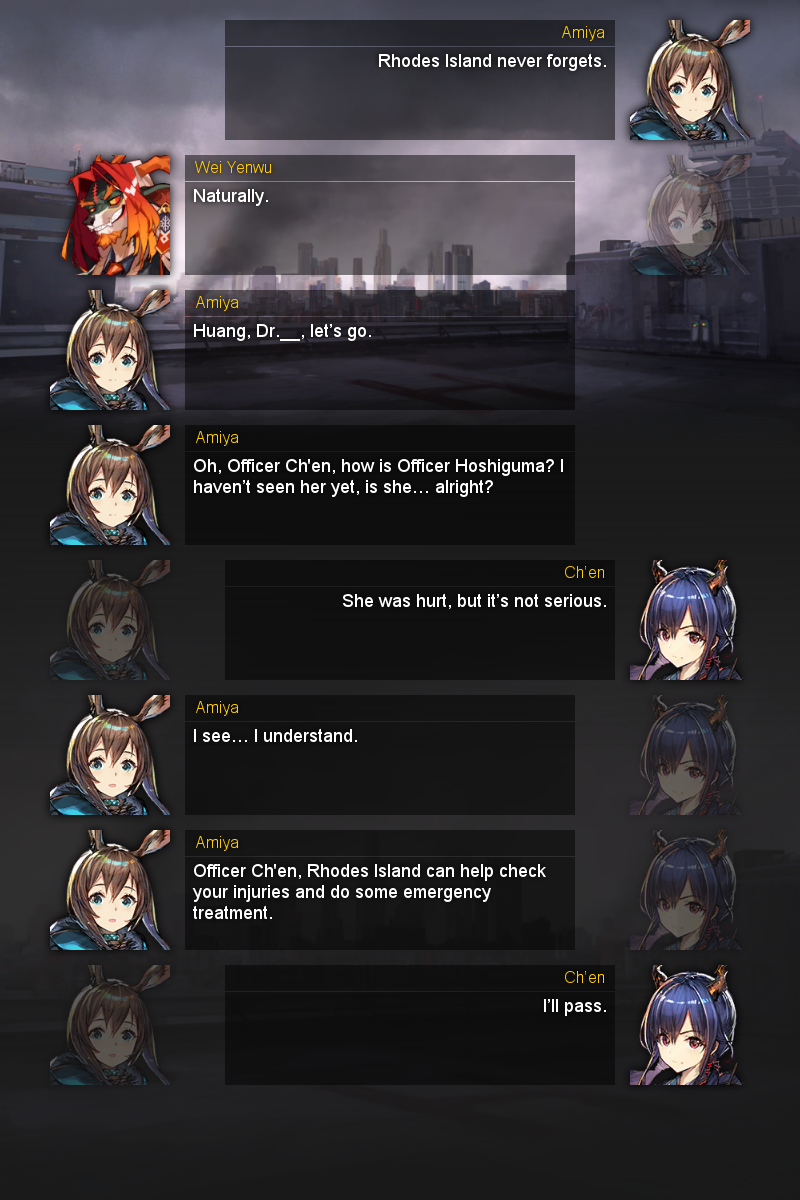 Amiya
Rhodes Island never forgets.
Wei Yenwu
Naturally.
Amiya
Huang, Dr.__, let’s go.
Amiya
Oh, Officer Ch'en, how is Officer Hoshiguma? I
haven’t seen her yet, is she… alright?
Ch’en
She was hurt, but it’s not serious.
Amiya
I see… I understand.
Amiya
Officer Ch'en, Rhodes Island can help check
your injuries and do some emergency
treatment.
Ch’en
I’ll pass.